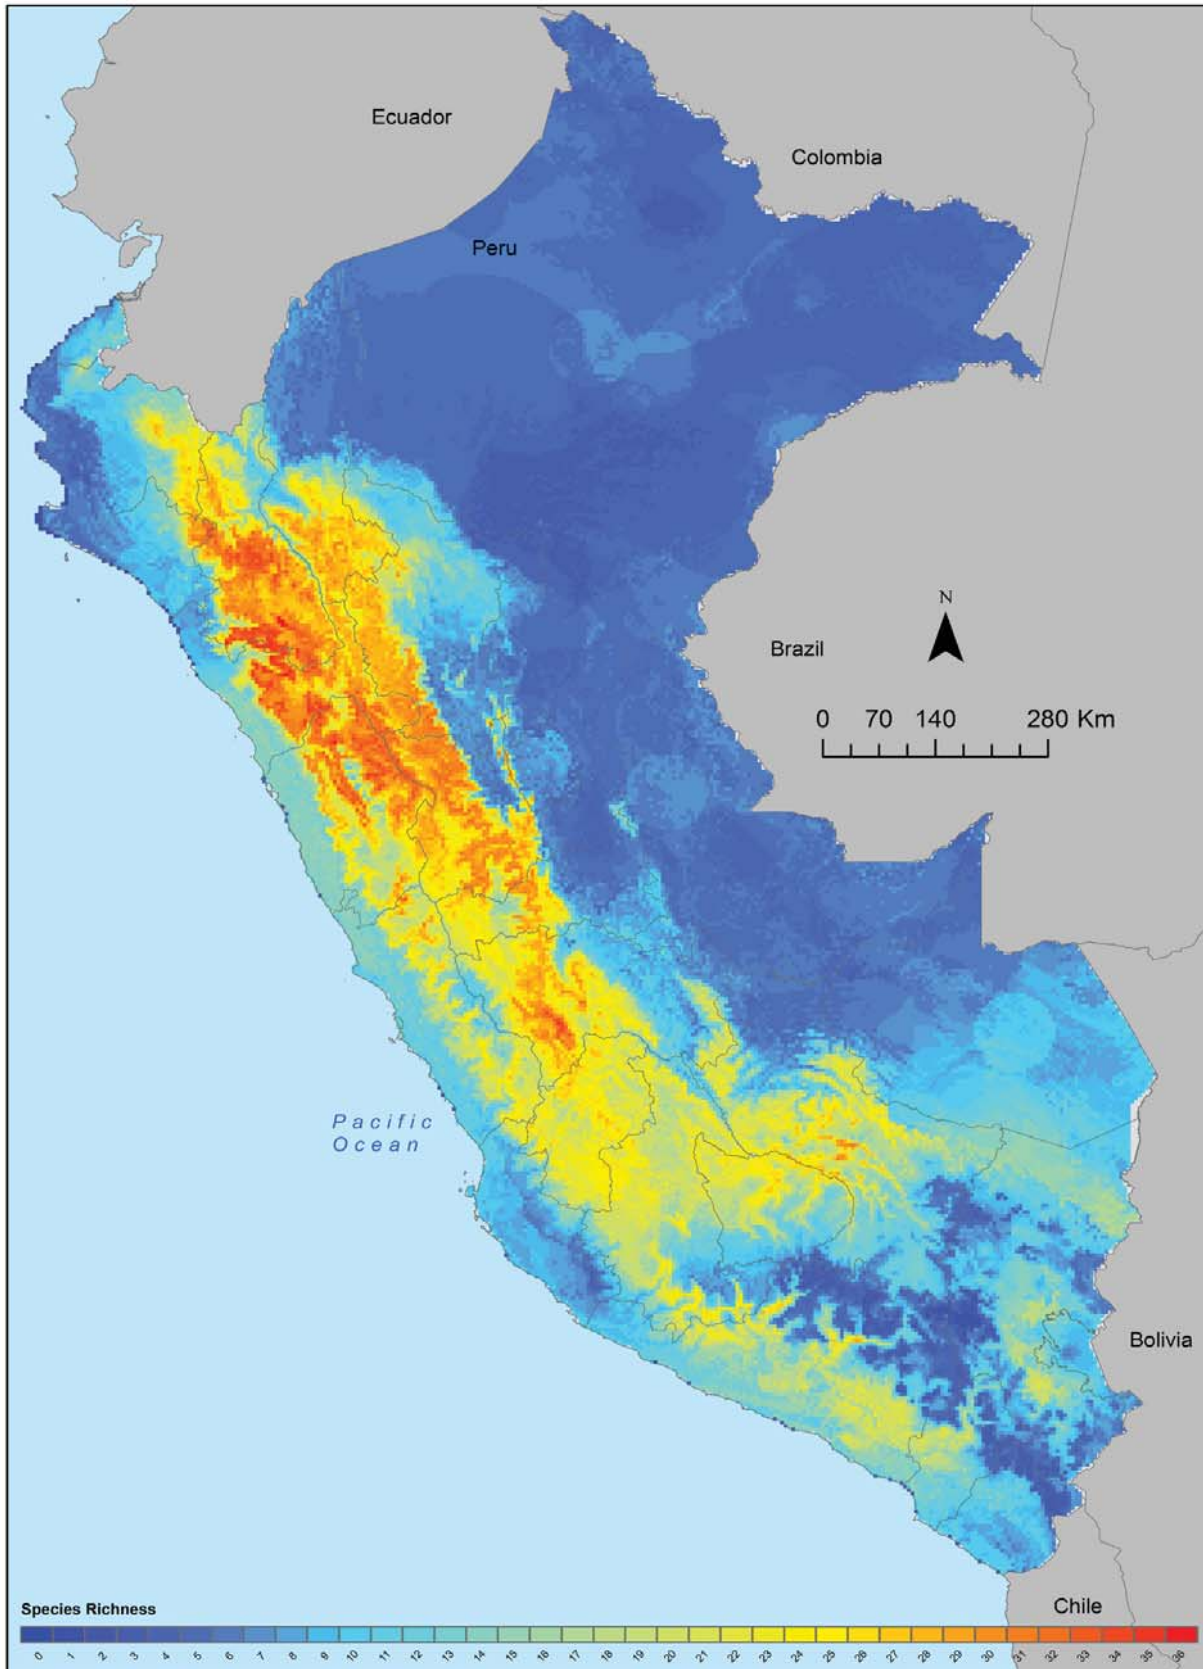 Ecuador
Colombia
Peru
N
Brazil
0 70 140 280 Km
Pacific
Ocean
Bolivia
Species Richness
Chile
0 1 2 3 4 5 6 7 8 9 10 11 12 13 14 15 16 17 18 19 20 21 22 23 24 25 26 27 28 29 30 31 32 33 34 35 36